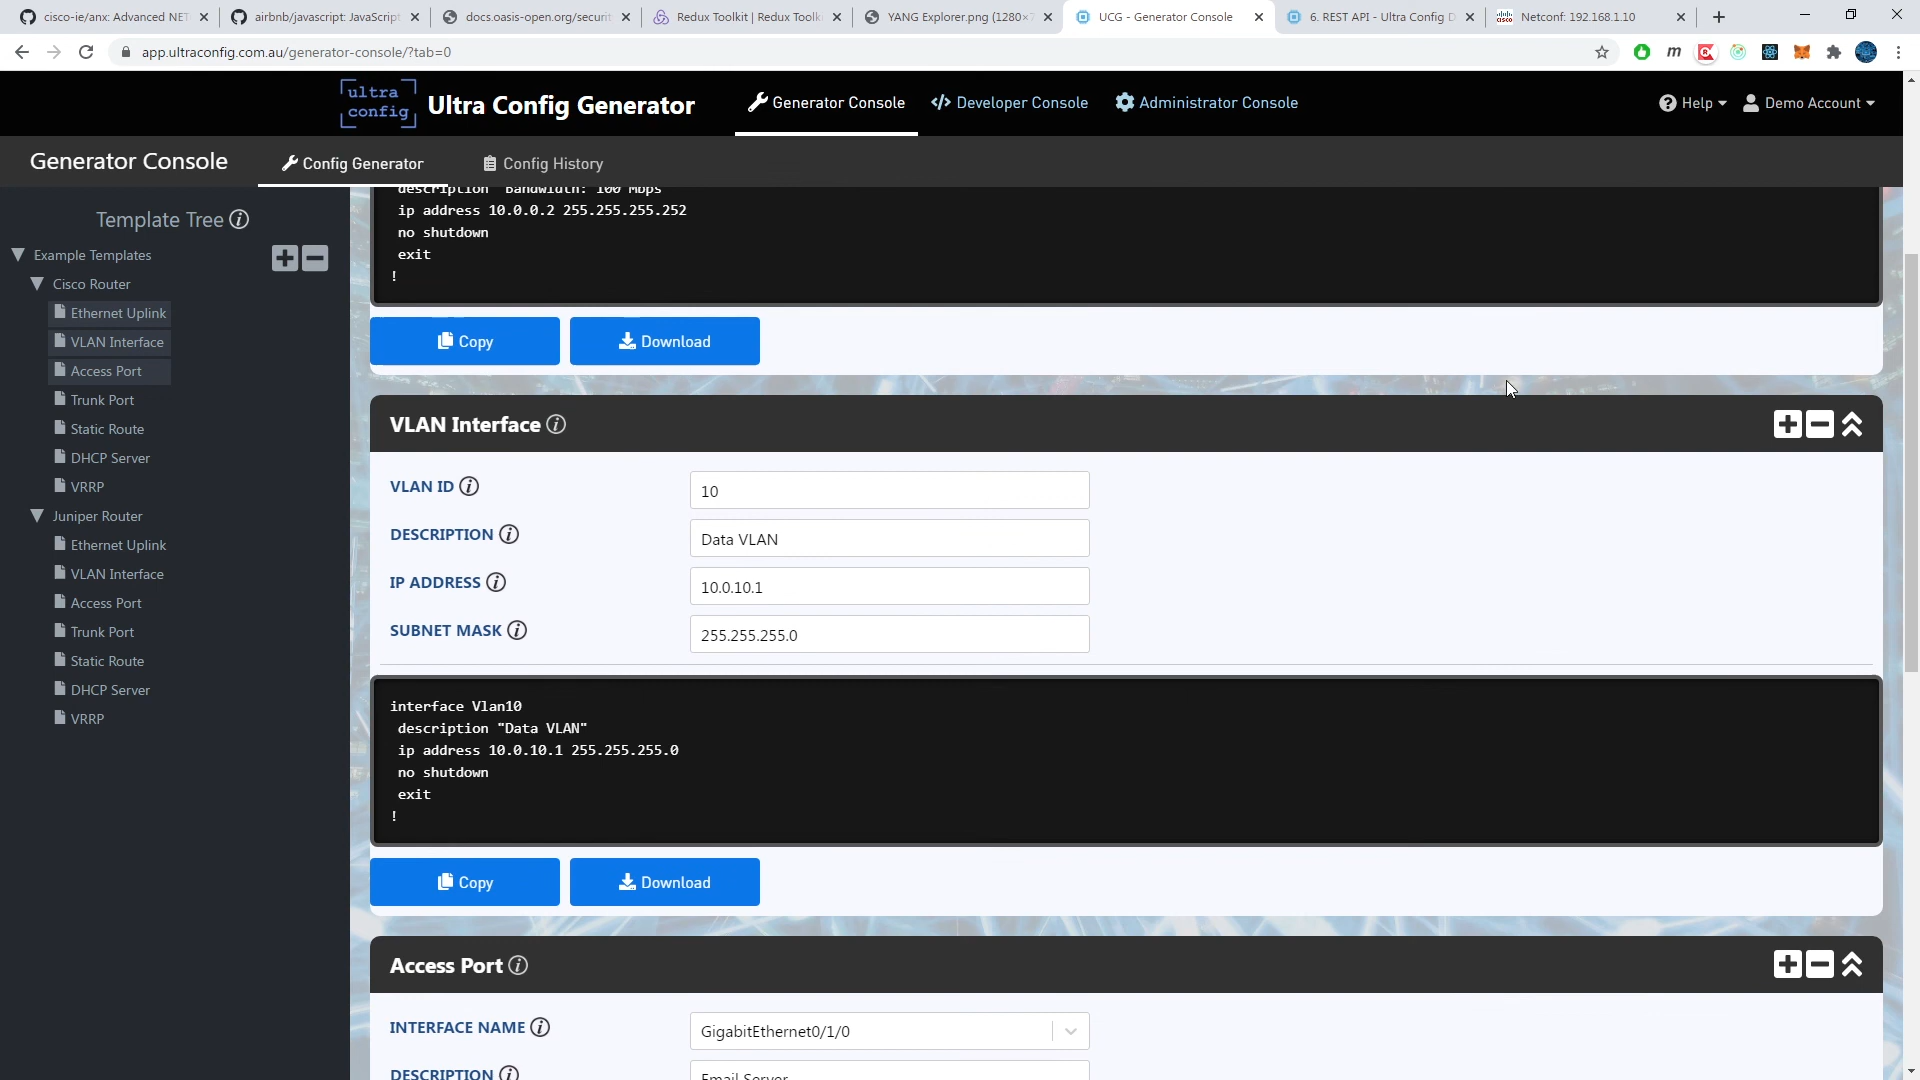 cisco-ie/anx: Advanced NET
airbnb/javascript: JavaScript
docs.oasis-open.org/securit
Redux Toolkit | Redux Toolk
YANG Explorer.png (1280×7
UCG - Generator Console
6. REST API - Ultra Config D
Netconf: 192.168.1.10
app.ultraconfig.com.au/generator-console/?tab=0
ultra
config
Ultra Config Generator
Generator Console
Developer Console
Administrator Console
Help
Demo Account
Generator Console
Config Generator
Config History
Template Tree
Example Templates
Cisco Router
Ethernet Uplink
VLAN Interface
Access Port
Trunk Port
Static Route
DHCP Server
VRRP
Juniper Router
Ethernet Uplink
VLAN Interface
Access Port
Trunk Port
Static Route
DHCP Server
VRRP
description "Bandwidth: 100 Mbps
ip address 10.0.0.2 255.255.255.252
no shutdown
exit
!
Copy
Download
VLAN Interface
VLAN ID
10
DESCRIPTION
Data VLAN
IP ADDRESS
10.0.10.1
SUBNET MASK
255.255.255.0
interface Vlan10
description "Data VLAN"
ip address 10.0.10.1 255.255.255.0
no shutdown
exit
!
Copy
Download
Access Port
INTERFACE NAME
GigabitEthernet0/1/0
DESCRIPTION
Email Server